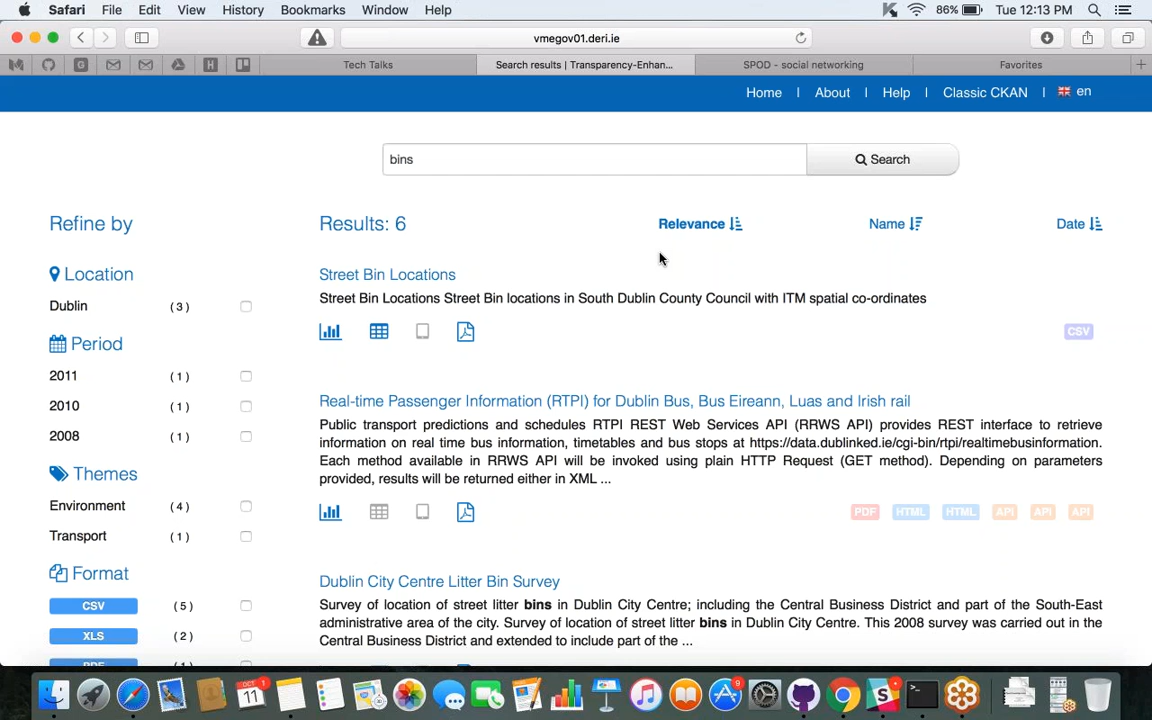 Safari File Edit View History Bookmarks Window Help 86% Tue 12:13 PM
vmegov01.deri.ie
Tech Talks Search results | Transparency-Enhan... SPOD - social networking Favorites
Home | About | Help | Classic CKAN | en
bins Search
Refine by
Location
Dublin (3)
Period
2011 (1)
2010 (1)
2008 (1)
Themes
Environment (4)
Transport (1)
Format
CSV (5)
XLS (2)
PDF (1)
Results: 6 Relevance Name Date
Street Bin Locations
Street Bin Locations Street Bin locations in South Dublin County Council with ITM spatial co-ordinates
CSV
Real-time Passenger Information (RTPI) for Dublin Bus, Bus Eireann, Luas and Irish rail
Public transport predictions and schedules RTPI REST Web Services API (RRWS API) provides REST interface to retrieve
information on real time bus information, timetables and bus stops at https://data.dublinked.ie/cgi-bin/rtpi/realtimebusinformation.
Each method available in RRWS API will be invoked using plain HTTP Request (GET method). Depending on parameters
provided, results will be returned either in XML ...
PDF HTML HTML API API API
Dublin City Centre Litter Bin Survey
Survey of location of street litter bins in Dublin City Centre; including the Central Business District and part of the South-East
administrative area of the city. Survey of location of street litter bins in Dublin City Centre. This 2008 survey was carried out in the
Central Business District and extended to include part of the ...
OCT 11 1 9